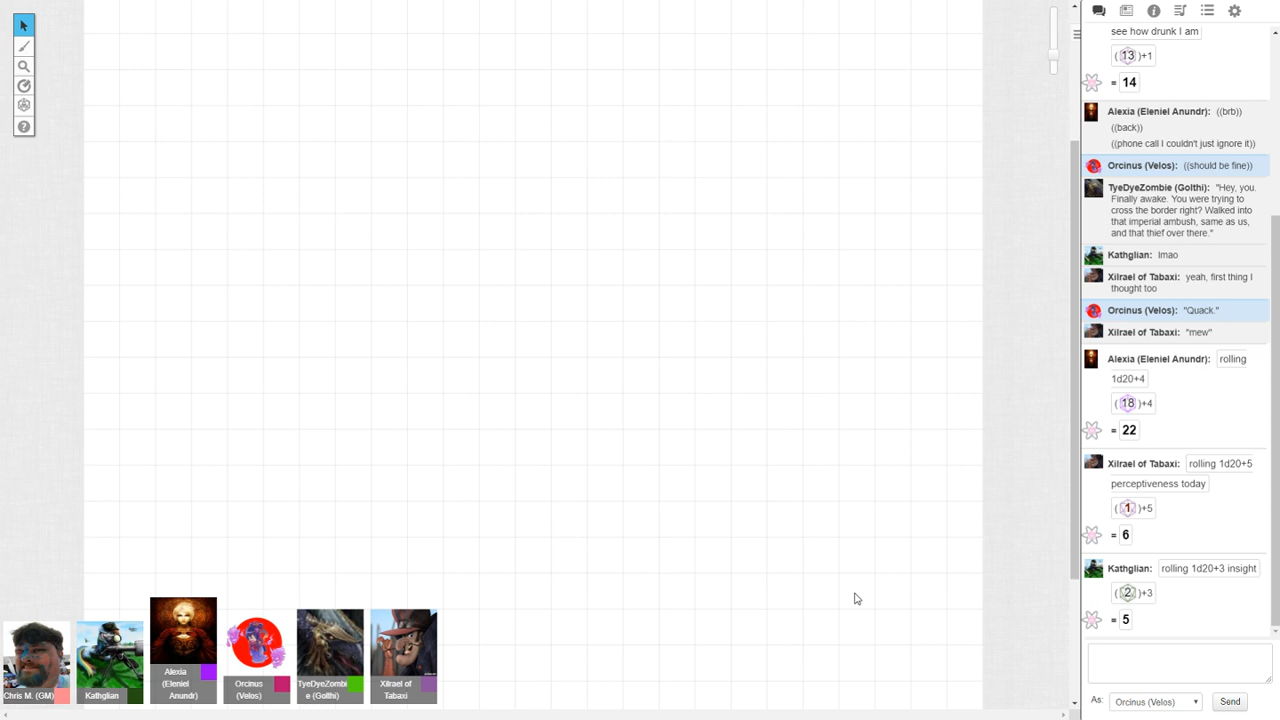 see how drunk I am
(13)+1
= 14
Alexia (Eleniel Anundr): ((brb))
((back))
((phone call I couldn't just ignore it))
Orcinus (Velos): ((should be fine))
TyeDyeZombie (Golthi): "Hey, you.
Finally awake. You were trying to
cross the border right? Walked into
that imperial ambush, same as us,
and that thief over there."
Kathglian: lmao
Xilrael of Tabaxi: yeah, first thing I
thought too
Orcinus (Velos): "Quack."
Xilrael of Tabaxi: "mew"
Alexia (Eleniel Anundr): rolling
1d20+4
(18)+4
= 22
Xilrael of Tabaxi: rolling 1d20+5
perceptiveness today
(1)+5
= 6
Kathglian: rolling 1d20+3 insight
(2)+3
= 5
As: Orcinus (Velos) Send
Chris M. (GM)
Kathglian
Alexia
(Eleniel
Anundr)
Orcinus
(Velos)
TyeDyeZombi
e (Golthi)
Xilrael of
Tabaxi